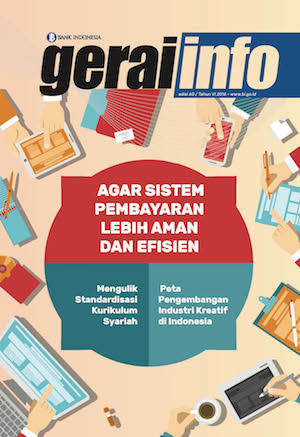 BANK INDONESIA
gerai info
edisi 60 / Tahun VI 2016 • www.bi.go.id
AGAR SISTEM
PEMBAYARAN
LEBIH AMAN
DAN EFISIEN
Mengulik
Standardisasi
Kurikulum
Syariah
Peta
Pengembangan
Industri Kreatif
di Indonesia